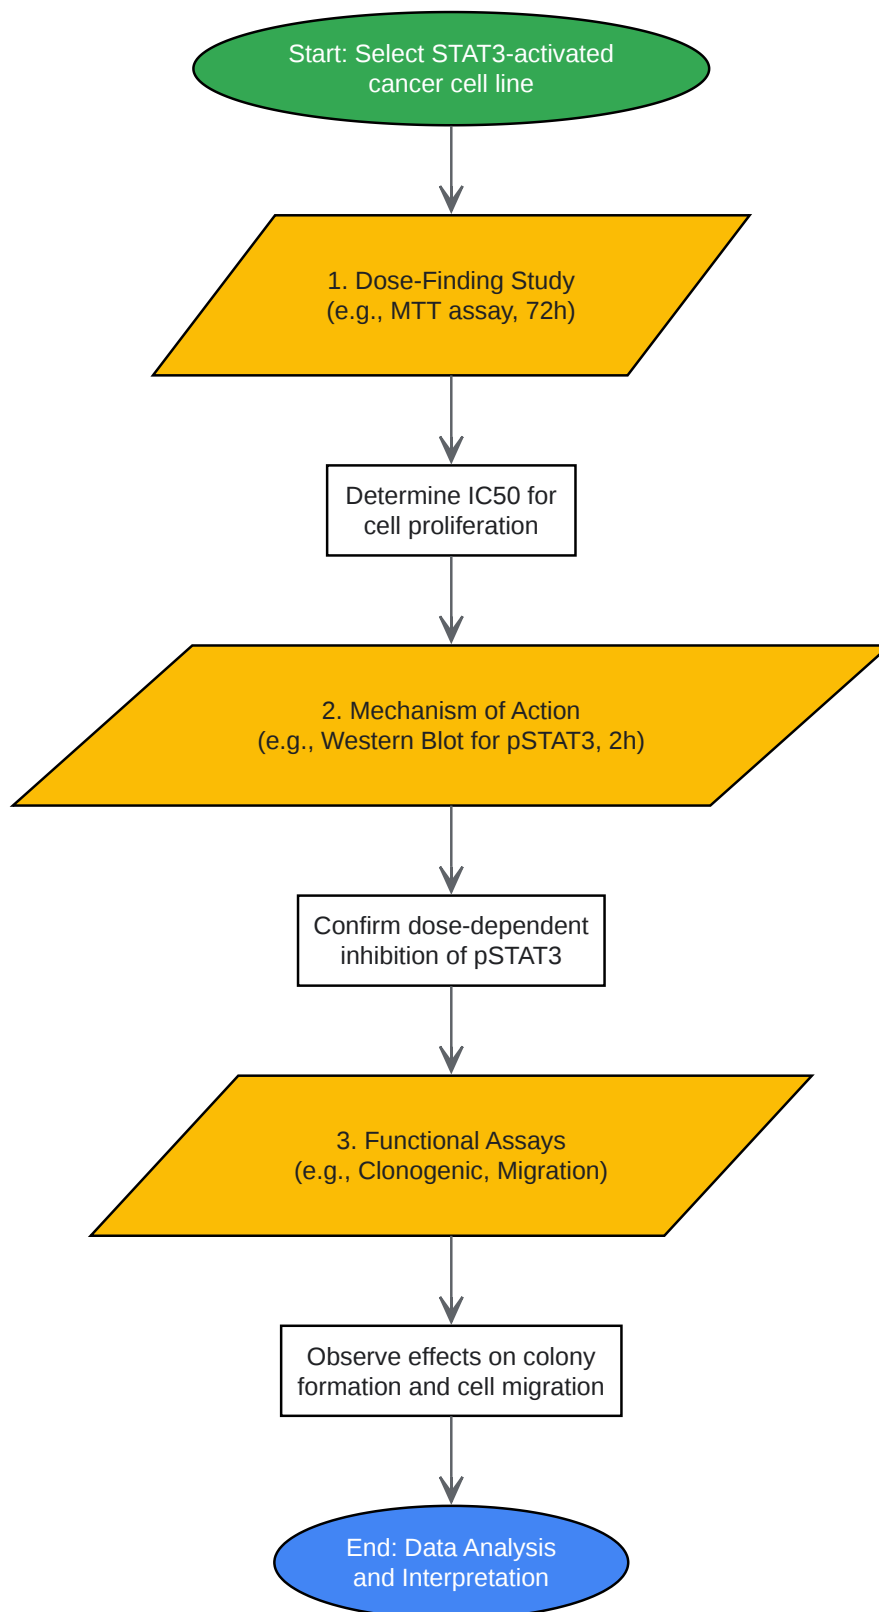 Start: Select STAT3-activated
cancer cell line
1. Dose-Finding Study
(e.g., MTT assay, 72h)
Determine IC50 for
cell proliferation
2. Mechanism of Action
(e.g., Western Blot for pSTAT3, 2h)
Confirm dose-dependent
inhibition of pSTAT3
3. Functional Assays
(e.g., Clonogenic, Migration)
Observe effects on colony
formation and cell migration
End: Data Analysis
and Interpretation